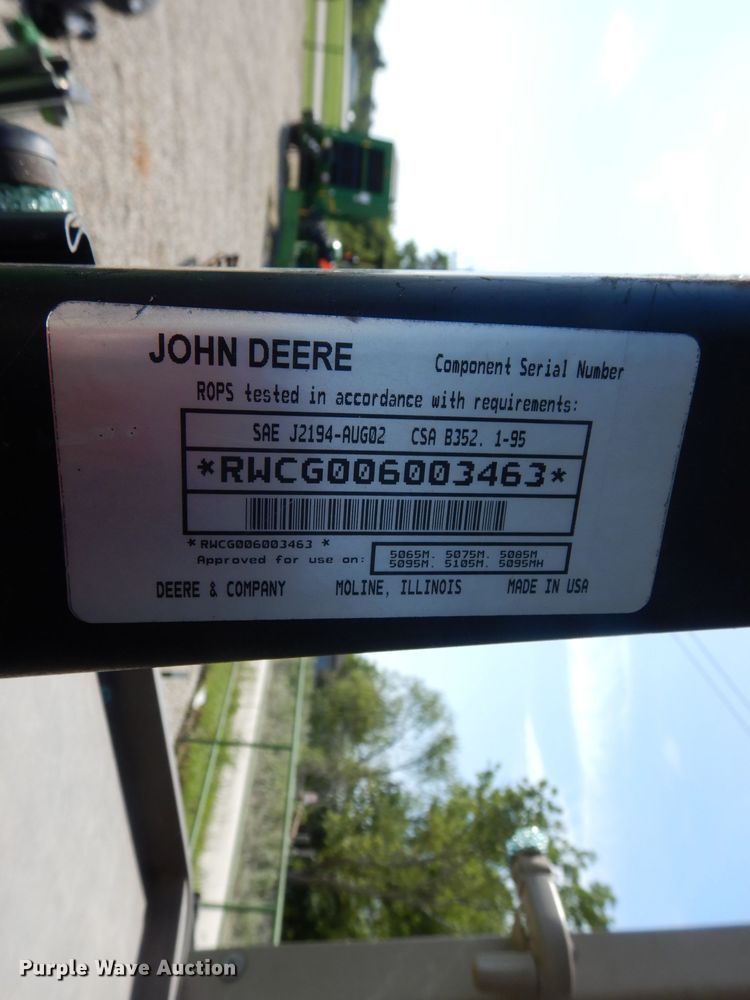 JOHN DEERE
Component Serial Number
ROPS tested in accordance with requirements:
SAE J2194-AUG02 CSA B352. 1-95
*RWCG006003463*
*RWCG006003463 *
Approved for use on:
5065M. 5075M. 5085M
5095M. 5105M. 5095MH
DEERE & COMPANY MOLINE, ILLINOIS MADE IN USA
Purple Wave Auction